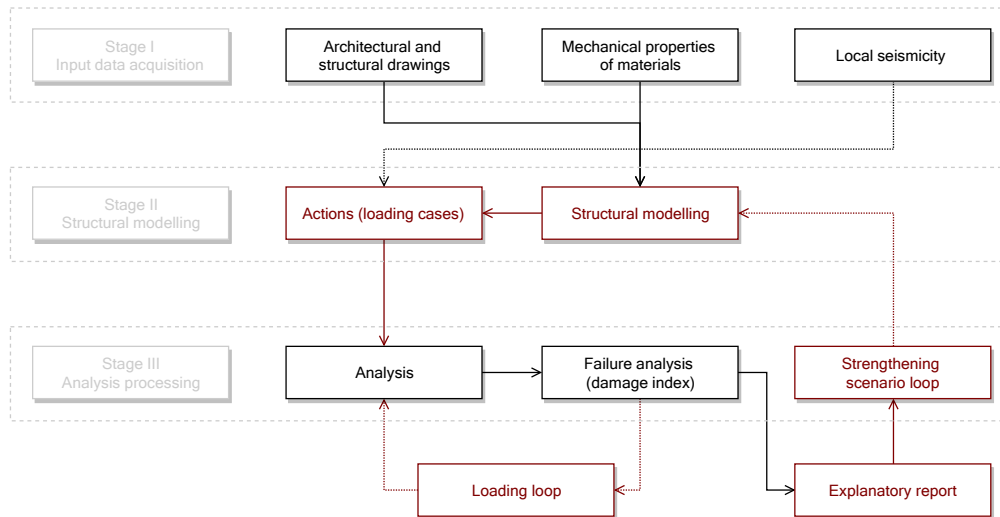 Stage I
Input data acquisition
Architectural and
structural drawings
Mechanical properties
of materials
Local seismicity
Stage II
Structural modelling
Actions (loading cases)
Structural modelling
Stage III
Analysis processing
Analysis
Failure analysis
(damage index)
Strengthening
scenario loop
Loading loop
Explanatory report